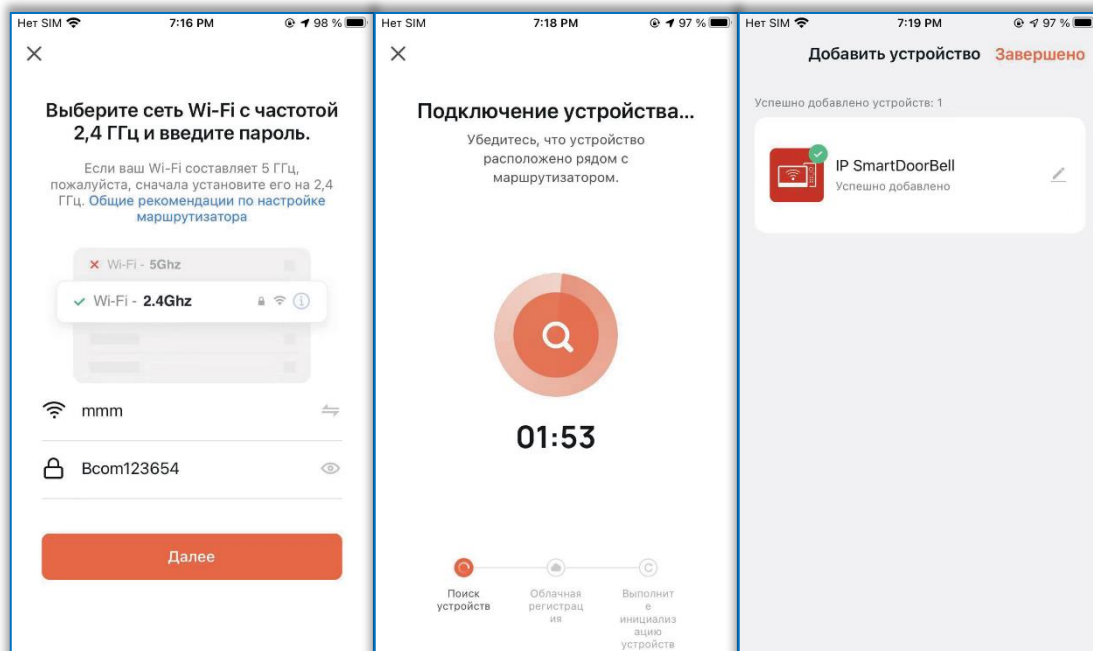 Нет SIM 7:16 PM 98 %
Выберите сеть Wi-Fi с частотой
2,4 ГГц и введите пароль.
Если ваш Wi-Fi составляет 5 ГГц,
пожалуйста, сначала установите его на 2,4
ГГц. Общие рекомендации по настройке
маршрутизатора
Wi-Fi - 5Ghz
Wi-Fi - 2.4Ghz
mmm
Bcom123654
Далее
Нет SIM 7:18 PM 97 %
Подключение устройства...
Убедитесь, что устройство
расположено рядом с
маршрутизатором.
01:53
Поиск
устройств
Облачная
регистрац
ия
Выполнит
е
инициализ
ацию
устройств
Нет SIM 7:19 PM 97 %
Добавить устройство Завершено
Успешно добавлено устройств: 1
IP SmartDoorBell
Успешно добавлено